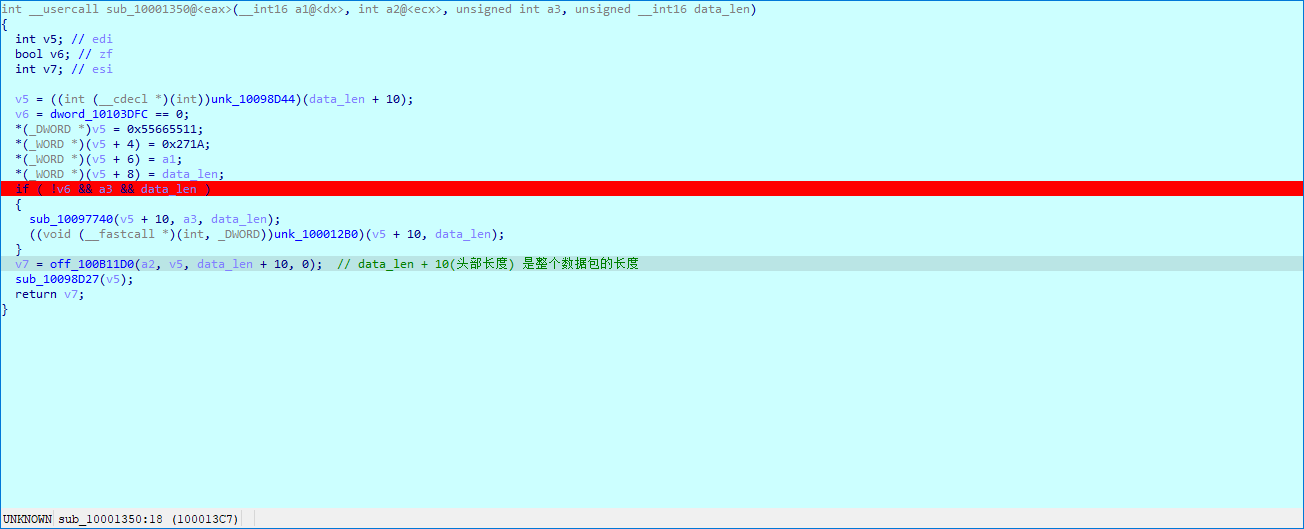 int __usercall sub_10001350@<eax>(__int16 a1@<dx>, int a2@<ecx>, unsigned int a3, unsigned __int16 data_len)
{
  int v5; // edi
  bool v6; // zf
  int v7; // esi

  v5 = ((int (__cdecl *)(int))unk_10098D44)(data_len + 10);
  v6 = dword_10103DFC == 0;
  *(_DWORD *)v5 = 0x55665511;
  *(_WORD *)(v5 + 4) = 0x271A;
  *(_WORD *)(v5 + 6) = a1;
  *(_WORD *)(v5 + 8) = data_len;
  if ( !v6 && a3 && data_len )
  {
    sub_10097740(v5 + 10, a3, data_len);
    ((void (__fastcall *)(int, _DWORD))unk_100012B0)(v5 + 10, data_len);
  }
  v7 = off_100B11D0(a2, v5, data_len + 10, 0);  // data_len + 10(头部长度) 是整个数据包的长度
  sub_10098D27(v5);
  return v7;
}
UNKNOWN sub_10001350:18 (100013C7)